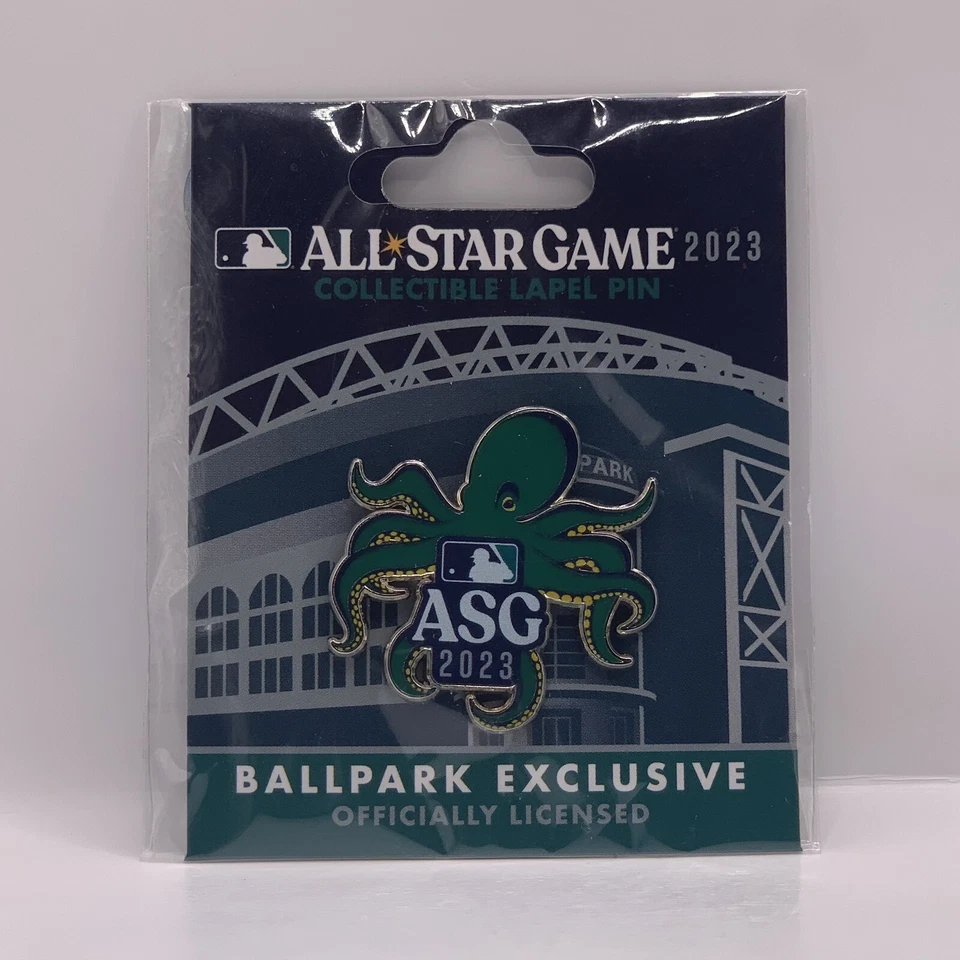 ALL STAR GAME 2023
COLLECTIBLE LAPEL PIN
PARK
ASG
2023
BALLPARK EXCLUSIVE
OFFICIALLY LICENSED